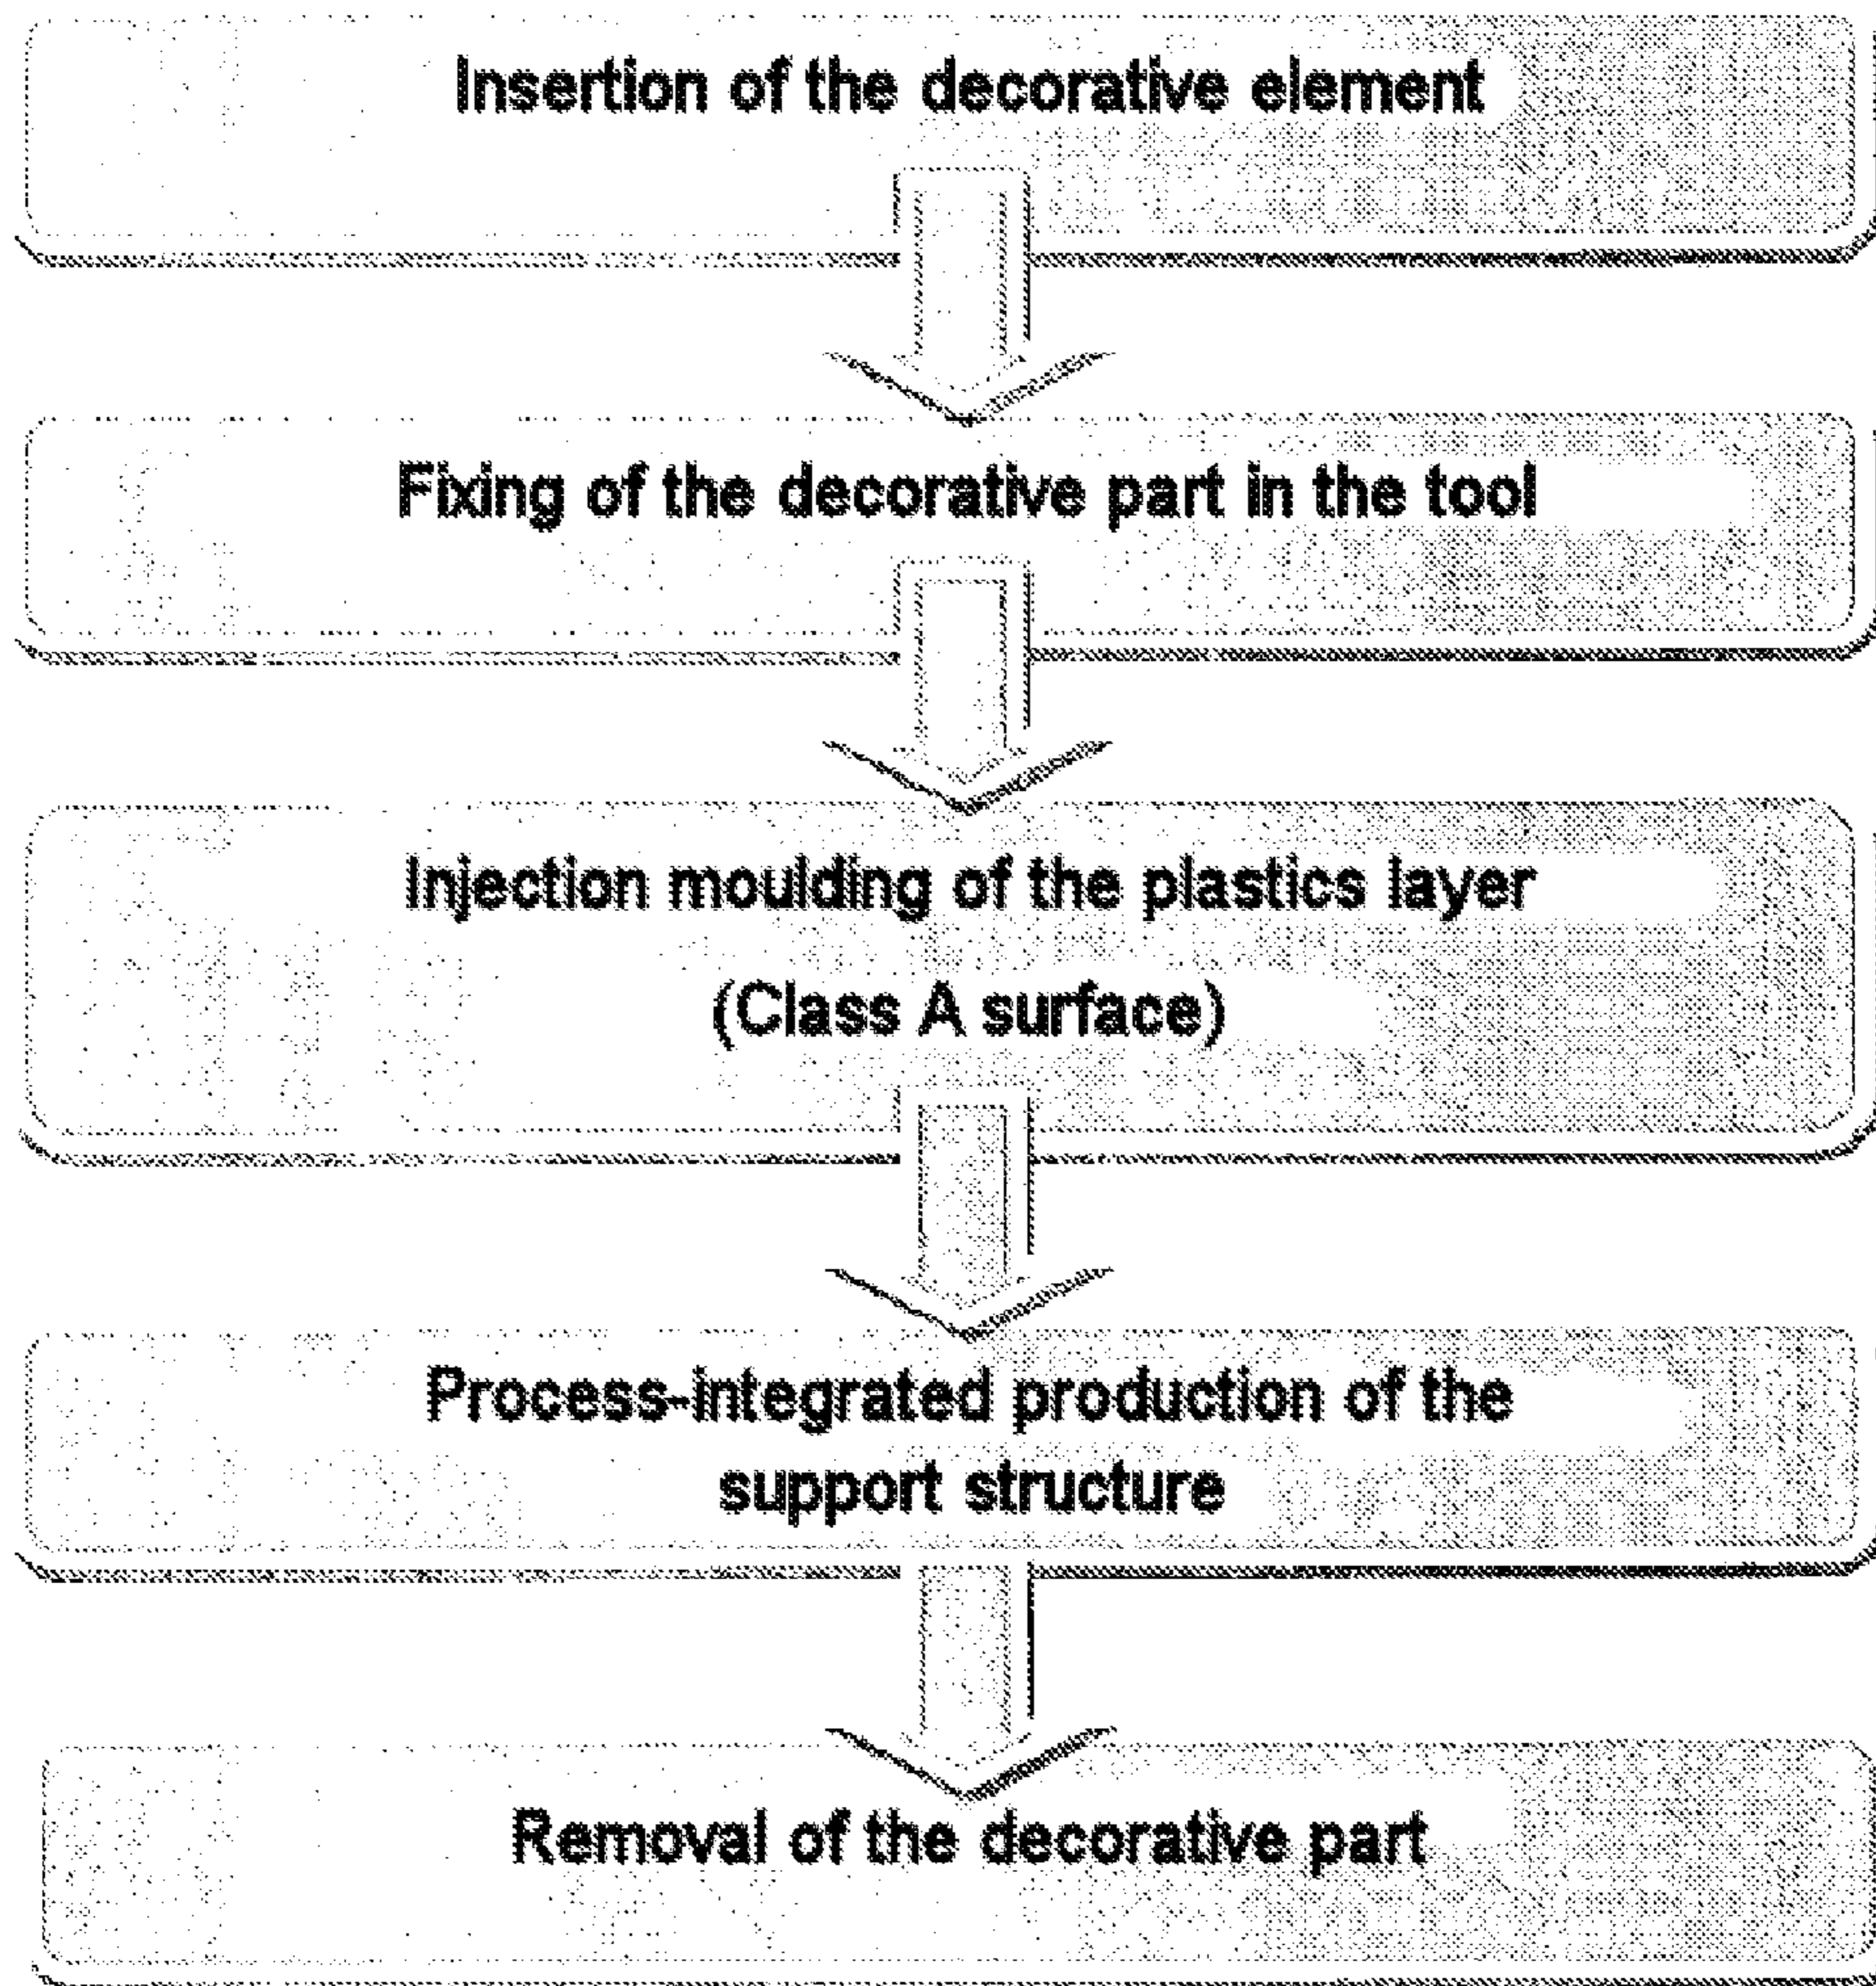 Insertion of the decorative element
Fixing of the decorative part in the tool
Injection moulding of the plastics layer
(Class A surface)
Process-integrated production of the
support structure
Removal of the decorative part